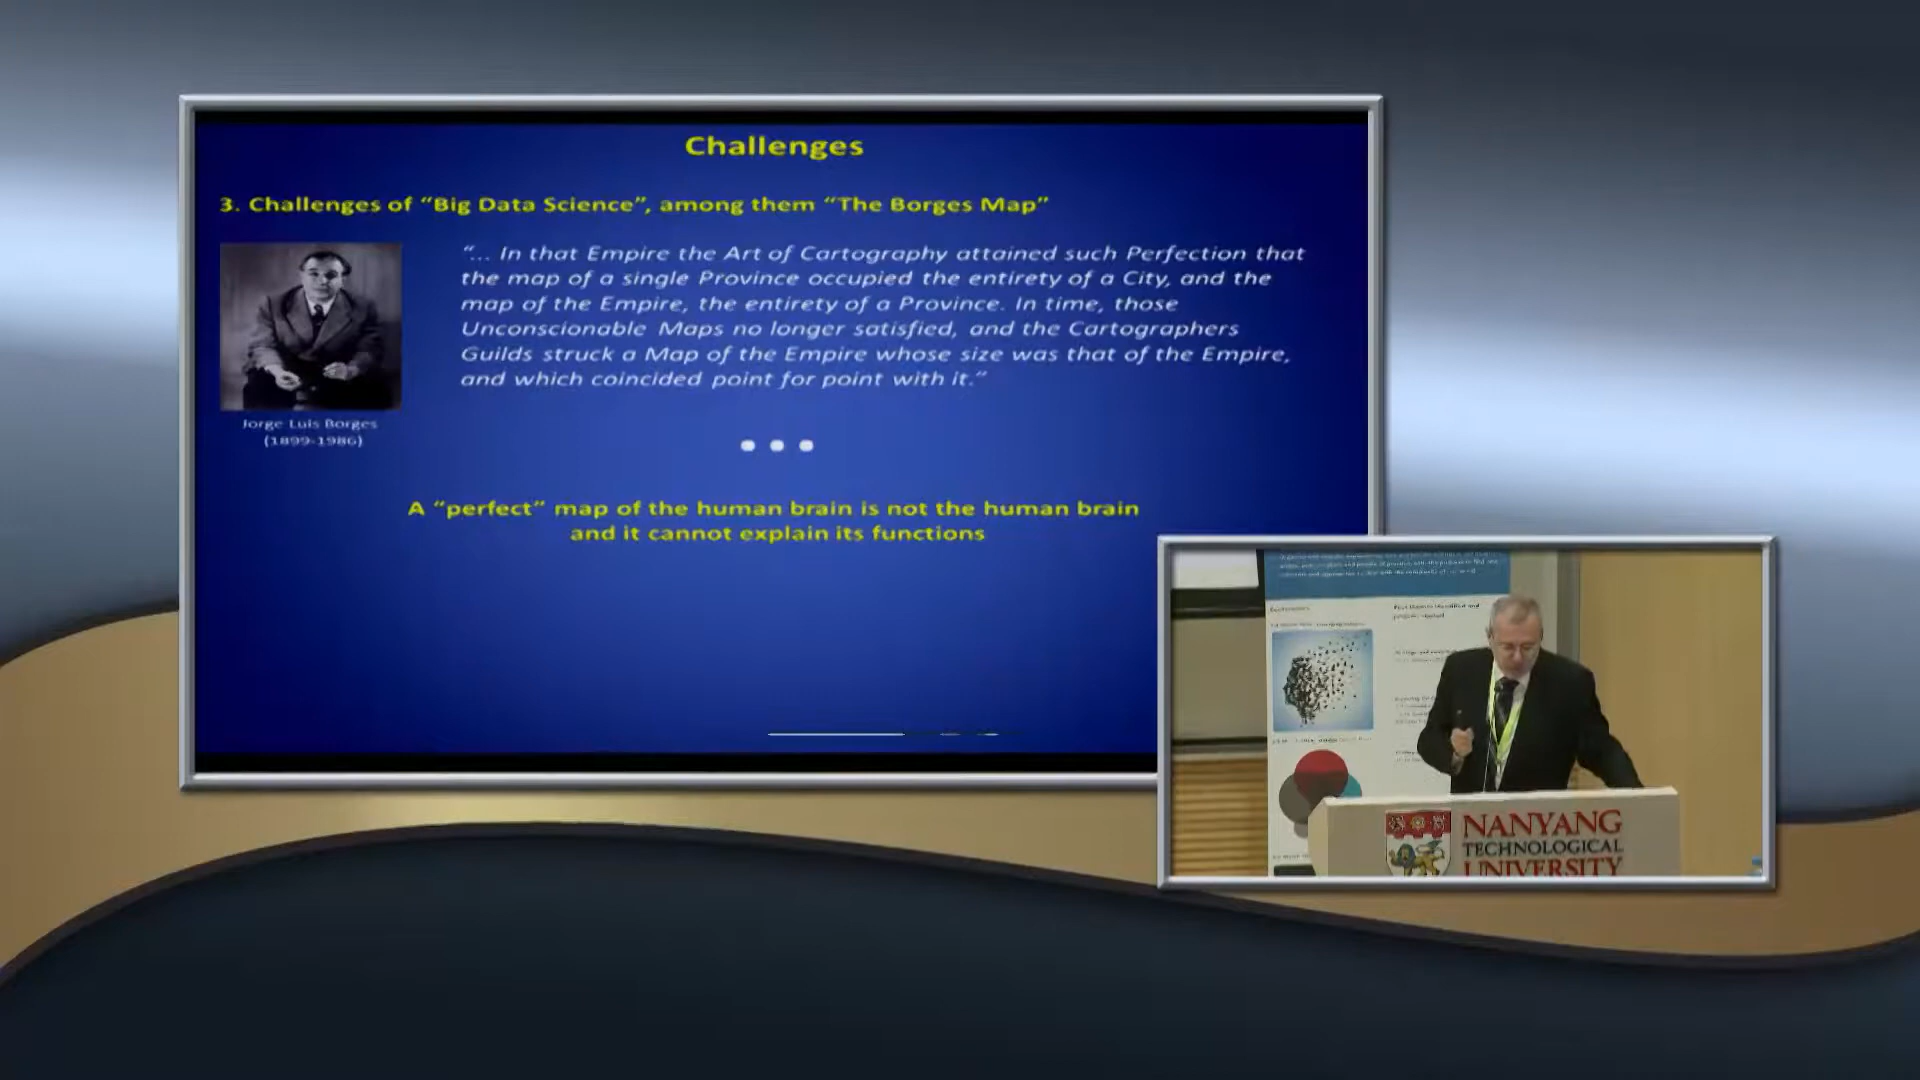 Challenges
3. Challenges of “Big Data Science”, among them “The Borges Map”
“... In that Empire the Art of Cartography attained such Perfection that
the map of a single Province occupied the entirety of a City, and the
map of the Empire, the entirety of a Province. In time, those
Unconscionable Maps no longer satisfied, and the Cartographers
Guilds struck a Map of the Empire whose size was that of the Empire,
and which coincided point for point with it.”
Jorge Luis Borges
(1899-1986)
A “perfect” map of the human brain is not the human brain
and it cannot explain its functions
NANYANG
TECHNOLOGICAL
UNIVERSITY